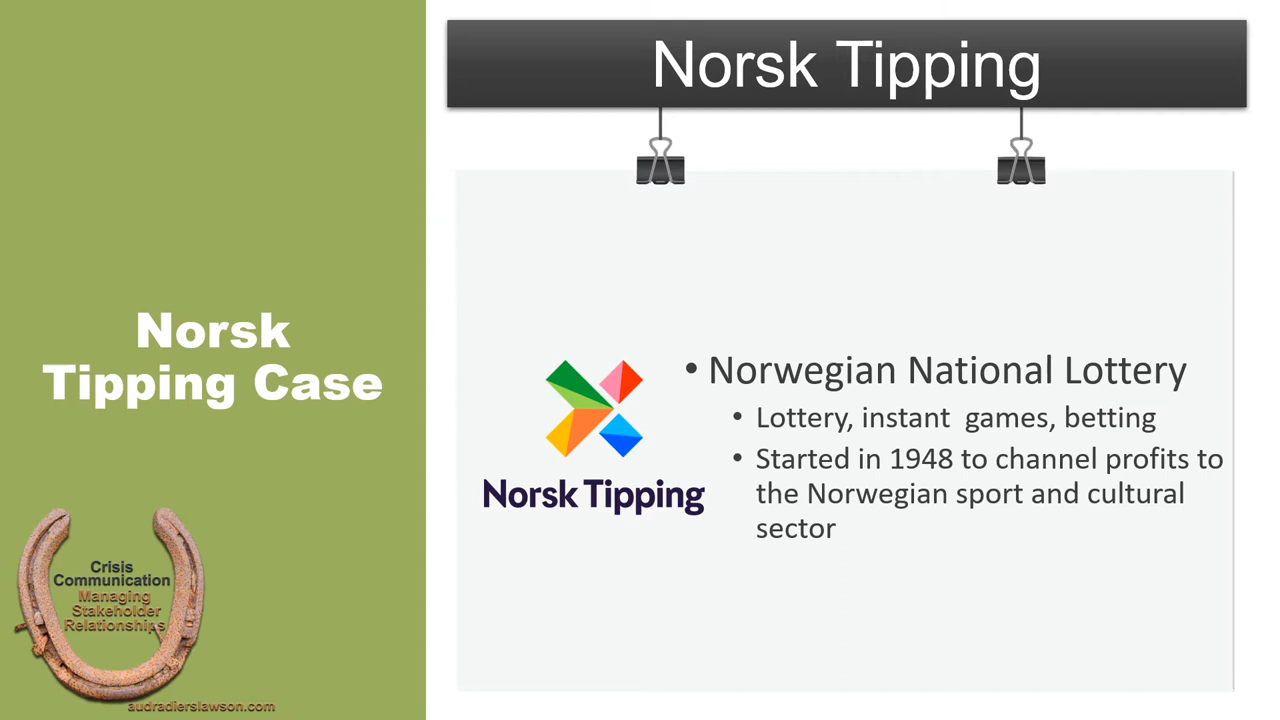 Norsk Tipping
Norsk
Tipping Case
Norsk Tipping
• Norwegian National Lottery
• Lottery, instant games, betting
• Started in 1948 to channel profits to
the Norwegian sport and cultural
sector
Crisis
Communication
Managing
Stakeholder
Relationships
audradierslawson.com